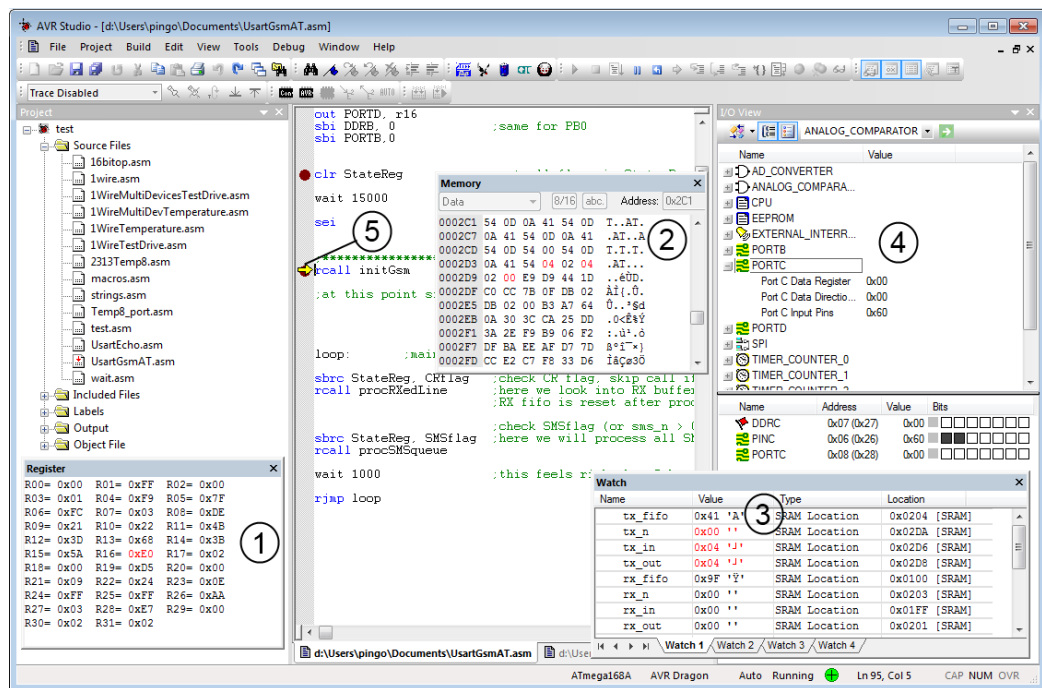 AVR Studio - [d:\Users\pingo\Documents\UsartGsmAT.asm]
File Project Build Edit View Tools Debug Window Help
Trace Disabled
Con AVR AUTO
Project
test
Source Files
16bitop.asm
1wire.asm
1WireMultiDevicesTestDrive.asm
1WireMultiDevTemperature.asm
1WireTemperature.asm
1WireTestDrive.asm
2313Temp8.asm
macros.asm
strings.asm
Temp8_port.asm
test.asm
UsartEcho.asm
UsartGsmAT.asm
wait.asm
Included Files
Labels
Output
Object File
out PORTD, r16
sbi DDRB, 0 ;same for PB0
sbi PORTB,0
clr StateReg
wait 15000
sei
5
rcall initGsm
;at this point s
loop: ;mai
sbrc StateReg, CRflag ;check CR flag, skip call if
rcall procRXedLine ;here we look into RX buffer
;RX fifo is reset after proc
;check SMSflag (or sms_n >
sbrc StateReg, SMSflag ;here we will process all
rcall procSMSqueue
wait 1000 ;this feels
rjmp loop
Memory
Data 8/16 abc. Address: 0x2C1
0002C1 54 0D 0A 41 54 0D T..AT.
0002C7 0A 41 54 0D 0A 41 .AT..A
0002CD 54 0D 54 00 54 0D T.T.T.
0002D3 0A 41 54 04 02 04 .AT...
0002D9 02 00 E9 D9 44 1D ..éÙD.
0002DF C0 CC 7B 0F DB 02 ÀÌ{.Û.
0002E5 DB 02 00 B3 A7 64 Û..³§d
0002EB 0A 30 3C CA 25 DD .0<Ê%Ý
0002F1 3A 2E F9 B9 06 F2 :.ù¹.ò
0002F7 DF BA EE AF D7 7D ßºî¯×}
0002FD CC E2 C7 F8 33 D6 ÌâÇø3Ö
2
I/O View
ANALOG_COMPARATOR
Name Value
AD_CONVERTER
ANALOG_COMPARA...
CPU
EEPROM
EXTERNAL_INTERR...
PORTB
PORTC
Port C Data Register 0x00
Port C Data Directio... 0x00
Port C Input Pins 0x60
PORTD
SPI
TIMER_COUNTER_0
TIMER_COUNTER_1
TIMER_COUNTER_2
4
Name Address Value Bits
DDRC 0x07 (0x27) 0x00
PINC 0x06 (0x26) 0x60
PORTC 0x08 (0x28) 0x00
Register
R00= 0x00 R01= 0xFF R02= 0x00
R03= 0x01 R04= 0xF9 R05= 0x7F
R06= 0xFC R07= 0x03 R08= 0xDE
R09= 0x21 R10= 0x22 R11= 0x4B
R12= 0x3D R13= 0x68 R14= 0x3B
R15= 0x5A R16= 0xE0 R17= 0x02
R18= 0x00 R19= 0xD5 R20= 0x00
R21= 0x09 R22= 0x24 R23= 0x0E
R24= 0xFF R25= 0xFF R26= 0xAA
R27= 0x03 R28= 0xE7 R29= 0x00
R30= 0x02 R31= 0x02
1
Watch
Name Value Type Location
tx_fifo 0x41 'A' SRAM Location 0x0204 [SRAM]
tx_n 0x00 '' SRAM Location 0x02DA [SRAM]
tx_in 0x04 '┘' SRAM Location 0x02D6 [SRAM]
tx_out 0x04 '┘' SRAM Location 0x02D8 [SRAM]
rx_fifo 0x9F 'Ÿ' SRAM Location 0x0100 [SRAM]
rx_n 0x00 '' SRAM Location 0x0203 [SRAM]
rx_in 0x00 '' SRAM Location 0x01FF [SRAM]
rx_out 0x00 '' SRAM Location 0x0201 [SRAM]
3
Watch 1 Watch 2 Watch 3 Watch 4
d:\Users\pingo\Documents\UsartGsmAT.asm d:\Use
ATmega168A AVR Dragon Auto Running Ln 95, Col 5 CAP NUM OVR